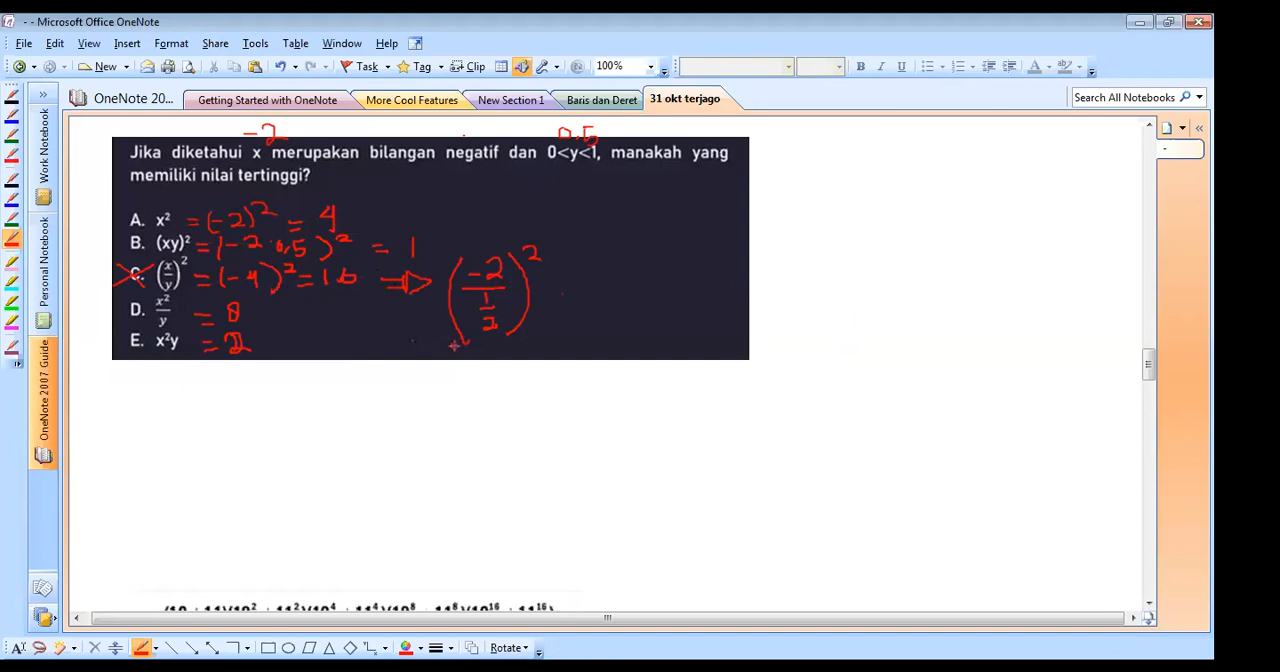 - - Microsoft Office OneNote
File Edit View Insert Format Share Tools Table Window Help
New Task Tag Clip 100%
OneNote 20... Getting Started with OneNote More Cool Features New Section 1 Baris dan Deret 31 okt terjago Search All Notebooks
Work Notebook
Personal Notebook
OneNote 2007 Guide
-2 0.5
Jika diketahui x merupakan bilangan negatif dan 0<y<1, manakah yang
memiliki nilai tertinggi?
A. x² = (-2)² = 4
B. (xy)² = (-2 · 0,5)² = 1
C. (x/y)² = (-4)² = 16 ⇒ (-2/(1/2))²
D. x²/y = 8
E. x²y = 2
Rotate